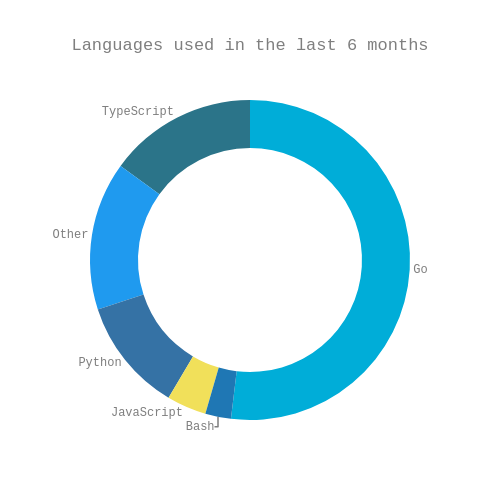 Languages used in the last 6 months
TypeScript
Other
Go
Python
JavaScript
Bash